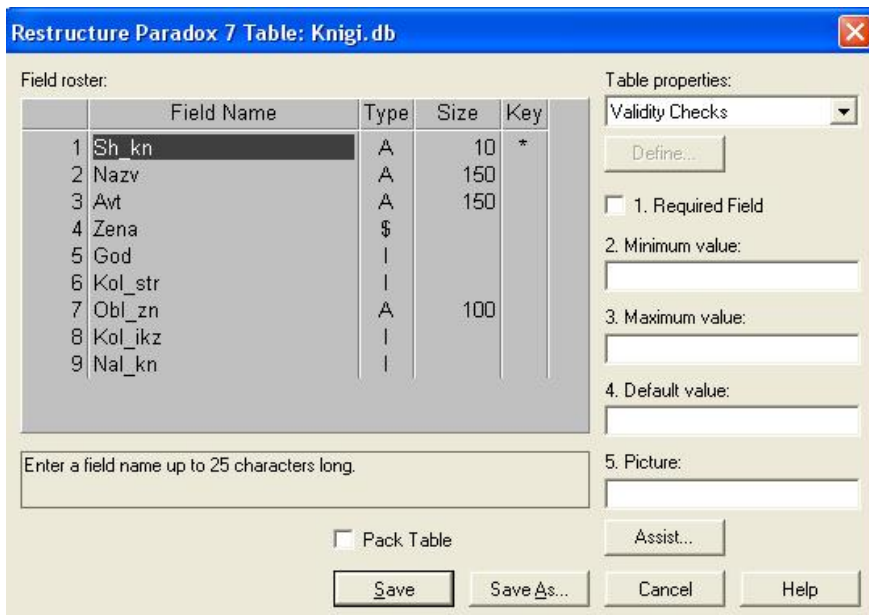 Restructure Paradox 7 Table: Knigi.db
Field roster:
Field Name Type Size Key
1 Sh_kn A 10 *
2 Nazv A 150
3 Avt A 150
4 Zena $
5 God I
6 Kol_str I
7 Obl_zn A 100
8 Kol_ikz I
9 Nal_kn I
Enter a field name up to 25 characters long.
Pack Table
Save
Save As...
Table properties:
Validity Checks
Define...
1. Required Field
2. Minimum value:
3. Maximum value:
4. Default value:
5. Picture:
Assist...
Cancel
Help